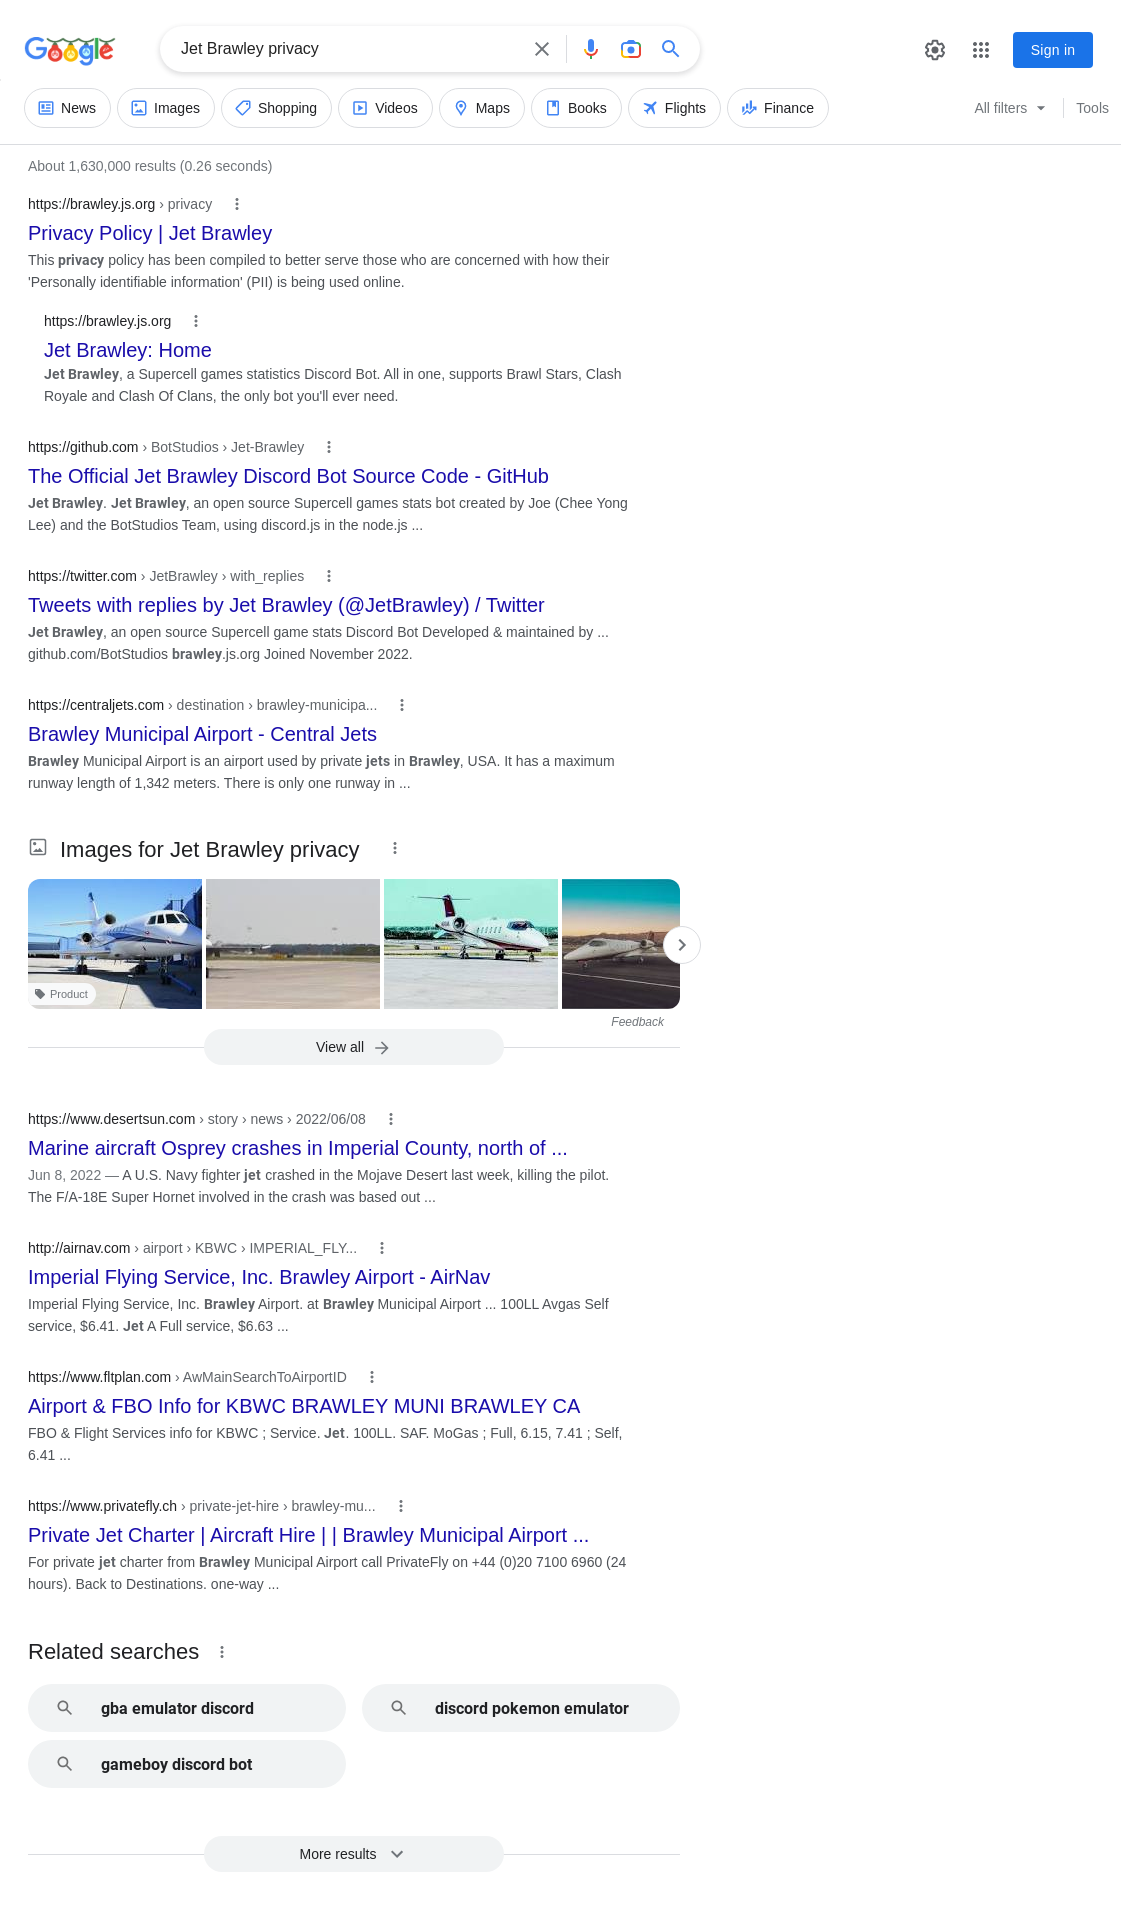 Google
Jet Brawley privacy
Sign in
News
Images
Shopping
Videos
Maps
Books
Flights
Finance
All filters
Tools
About 1,630,000 results (0.26 seconds)
https://brawley.js.org › privacy
Privacy Policy | Jet Brawley
This privacy policy has been compiled to better serve those who are concerned with how their
'Personally identifiable information' (PII) is being used online.
https://brawley.js.org
Jet Brawley: Home
Jet Brawley, a Supercell games statistics Discord Bot. All in one, supports Brawl Stars, Clash
Royale and Clash Of Clans, the only bot you'll ever need.
https://github.com › BotStudios › Jet-Brawley
The Official Jet Brawley Discord Bot Source Code - GitHub
Jet Brawley. Jet Brawley, an open source Supercell games stats bot created by Joe (Chee Yong
Lee) and the BotStudios Team, using discord.js in the node.js ...
https://twitter.com › JetBrawley › with_replies
Tweets with replies by Jet Brawley (@JetBrawley) / Twitter
Jet Brawley, an open source Supercell game stats Discord Bot Developed & maintained by ...
github.com/BotStudios brawley.js.org Joined November 2022.
https://centraljets.com › destination › brawley-municipa...
Brawley Municipal Airport - Central Jets
Brawley Municipal Airport is an airport used by private jets in Brawley, USA. It has a maximum
runway length of 1,342 meters. There is only one runway in ...
Images for Jet Brawley privacy
Product
Feedback
View all
https://www.desertsun.com › story › news › 2022/06/08
Marine aircraft Osprey crashes in Imperial County, north of ...
Jun 8, 2022 — A U.S. Navy fighter jet crashed in the Mojave Desert last week, killing the pilot.
The F/A-18E Super Hornet involved in the crash was based out ...
http://airnav.com › airport › KBWC › IMPERIAL_FLY...
Imperial Flying Service, Inc. Brawley Airport - AirNav
Imperial Flying Service, Inc. Brawley Airport. at Brawley Municipal Airport ... 100LL Avgas Self
service, $6.41. Jet A Full service, $6.63 ...
https://www.fltplan.com › AwMainSearchToAirportID
Airport & FBO Info for KBWC BRAWLEY MUNI BRAWLEY CA
FBO & Flight Services info for KBWC ; Service. Jet. 100LL. SAF. MoGas ; Full, 6.15, 7.41 ; Self,
6.41 ...
https://www.privatefly.ch › private-jet-hire › brawley-mu...
Private Jet Charter | Aircraft Hire | | Brawley Municipal Airport ...
For private jet charter from Brawley Municipal Airport call PrivateFly on +44 (0)20 7100 6960 (24
hours). Back to Destinations. one-way ...
Related searches
gba emulator discord
discord pokemon emulator
gameboy discord bot
More results